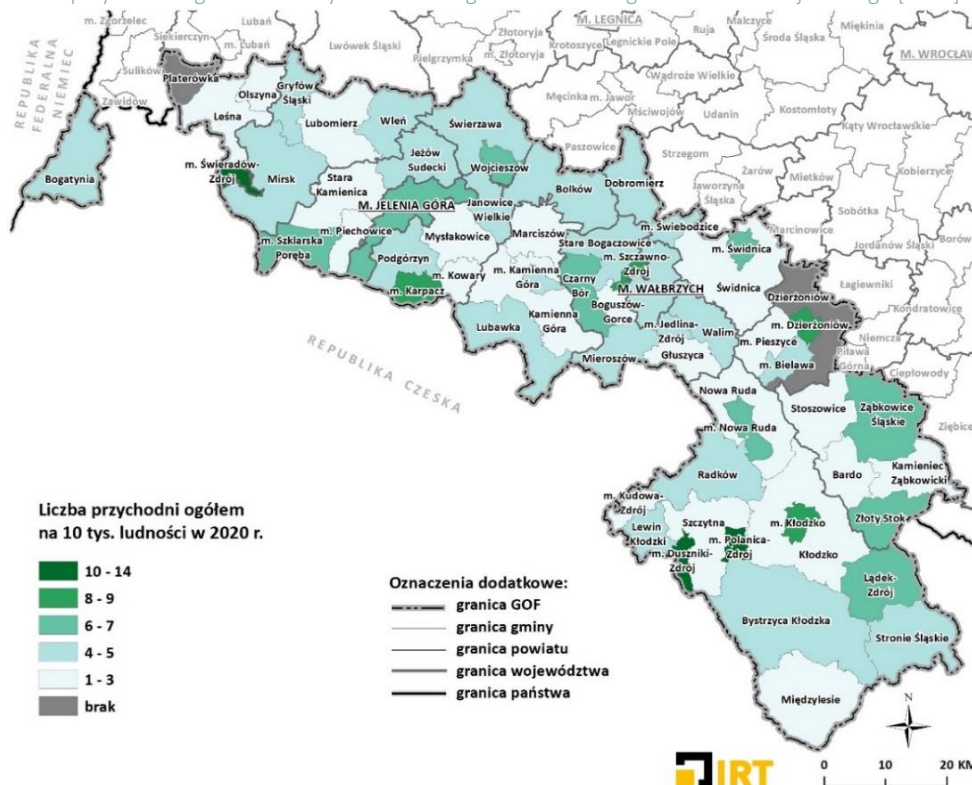 m. Zgorzelec
Lubań
Siekierczyn
m. Lubań
Sulików
Zawidów
Lwówek Śląski
Pielgrzymka
Złotoryja
m. Złotoryja
M. LEGNICA
Krotoszyce
Legnickie Pole
Ruja
Malczyce
Środa Śląska
Miękinia
M. WROCŁAW
Wądroże Wielkie
Męcinka
m. Jawor
Mściwojów
Udanin
Kostomłoty
Kąty Wrocławskie
Paszowice
Strzegom
Żarów
Mietków
Kobierzyce
Jaworzyna
Śląska
Sobótka
Marcinowice
Jordanów Śląski
Borów
Łagiewniki
Kondratowice
Niemcza
Piława
Górna
Ciepłowody
Ziębice
REPUBLIKA
FEDERALNA
NIEMIEC
REPUBLIKA CZESKA
Platerówka
Olszyna
Gryfów
Śląski
Leśna
Lubomierz
Wleń
Świerzawa
Bogatynia
m. Świeradów-
Zdrój
Mirsk
Stara
Kamienica
Jeżów
Sudecki
Wojcieszów
M. JELENIA GÓRA
Janowice
Wielkie
Bolków
Dobromierz
m. Piechowice
m. Szklarska
Poręba
Mysłakowice
Marciszów
Podgórzyn
m. Kowary
m. Karpacz
m. Kamienna
Góra
Kamienna
Góra
Lubawka
Stare Bogaczowice
m. Świebodzice
m. Szczawno-
Zdrój
Czarny
Bór
M. WAŁBRZYCH
Boguszów-
Gorce
Mieroszów
m. Jedlina-
Zdrój
Głuszyca
Walim
m. Świdnica
Świdnica
Dzierżoniów
m. Dzierżoniów
m. Pieszyce
m. Bielawa
Nowa Ruda
m. Nowa Ruda
Stoszowice
Ząbkowice
Śląskie
Bardo
Kamieniec
Ząbkowicki
Radków
m. Kudowa-
Zdrój
Lewin
Kłodzki
Szczytna
m. Polanica-
Zdrój
m. Duszniki-
Zdrój
m. Kłodzko
Kłodzko
Złoty Stok
Lądek-
Zdrój
Bystrzyca Kłodzka
Stronie Śląskie
Międzylesie
Liczba przychodni ogółem
na 10 tys. ludności w 2020 r.
10 - 14
8 - 9
6 - 7
4 - 5
1 - 3
brak
Oznaczenia dodatkowe:
granica GOF
granica gminy
granica powiatu
granica województwa
granica państwa
N
IRT
0 10 20 KM